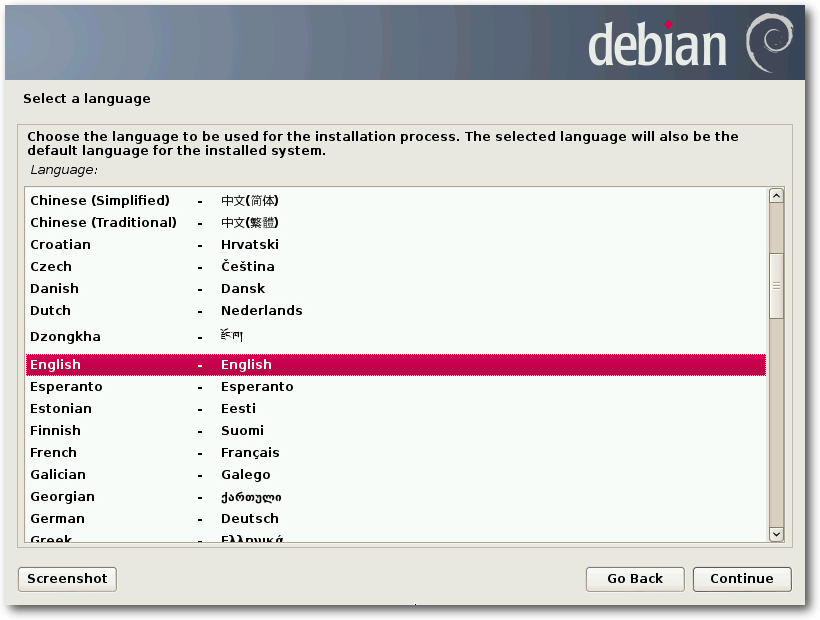 debian
Select a language
Choose the language to be used for the installation process. The selected language will also be the
default language for the installed system.
Language:
Chinese (Simplified) - 中文(简体)
Chinese (Traditional) - 中文(繁體)
Croatian - Hrvatski
Czech - Čeština
Danish - Dansk
Dutch - Nederlands
Dzongkha - རྫོང་ཁ།
English - English
Esperanto - Esperanto
Estonian - Eesti
Finnish - Suomi
French - Français
Galician - Galego
Georgian - ქართული
German - Deutsch
Greek - Ελληνικά
Screenshot Go Back Continue